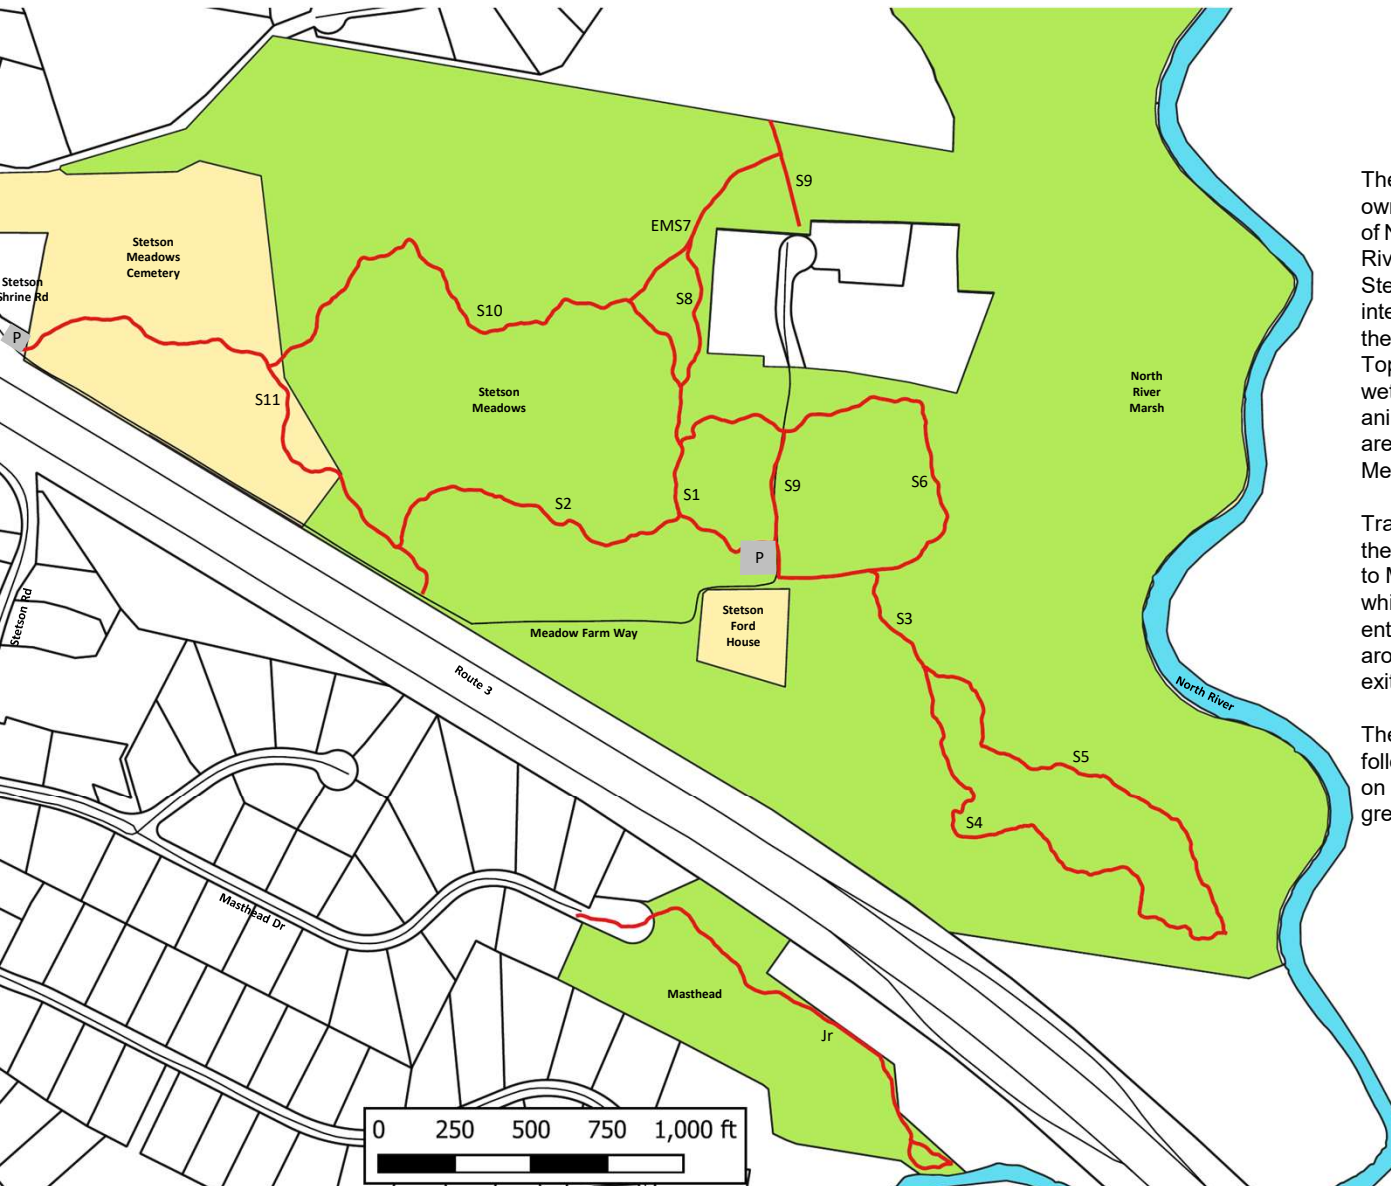 S9
EMS7
Stetson
Meadows
Cemetery
Stetson
Shrine Rd
P
S10
S8
S11
Stetson
Meadows
North
River
Marsh
S2
S1
S9
S6
P
Stetson
Ford
House
Meadow Farm Way
S3
Stetson Rd
Route 3
North River
S5
S4
Masthead Dr
Masthead
Jr
0 250 500 750 1,000 ft
The
own
of N
Riv
Ste
inte
the
Top
wet
ani
are
Me
Tra
the
to M
whi
ent
aro
exit
The
follo
on
gre